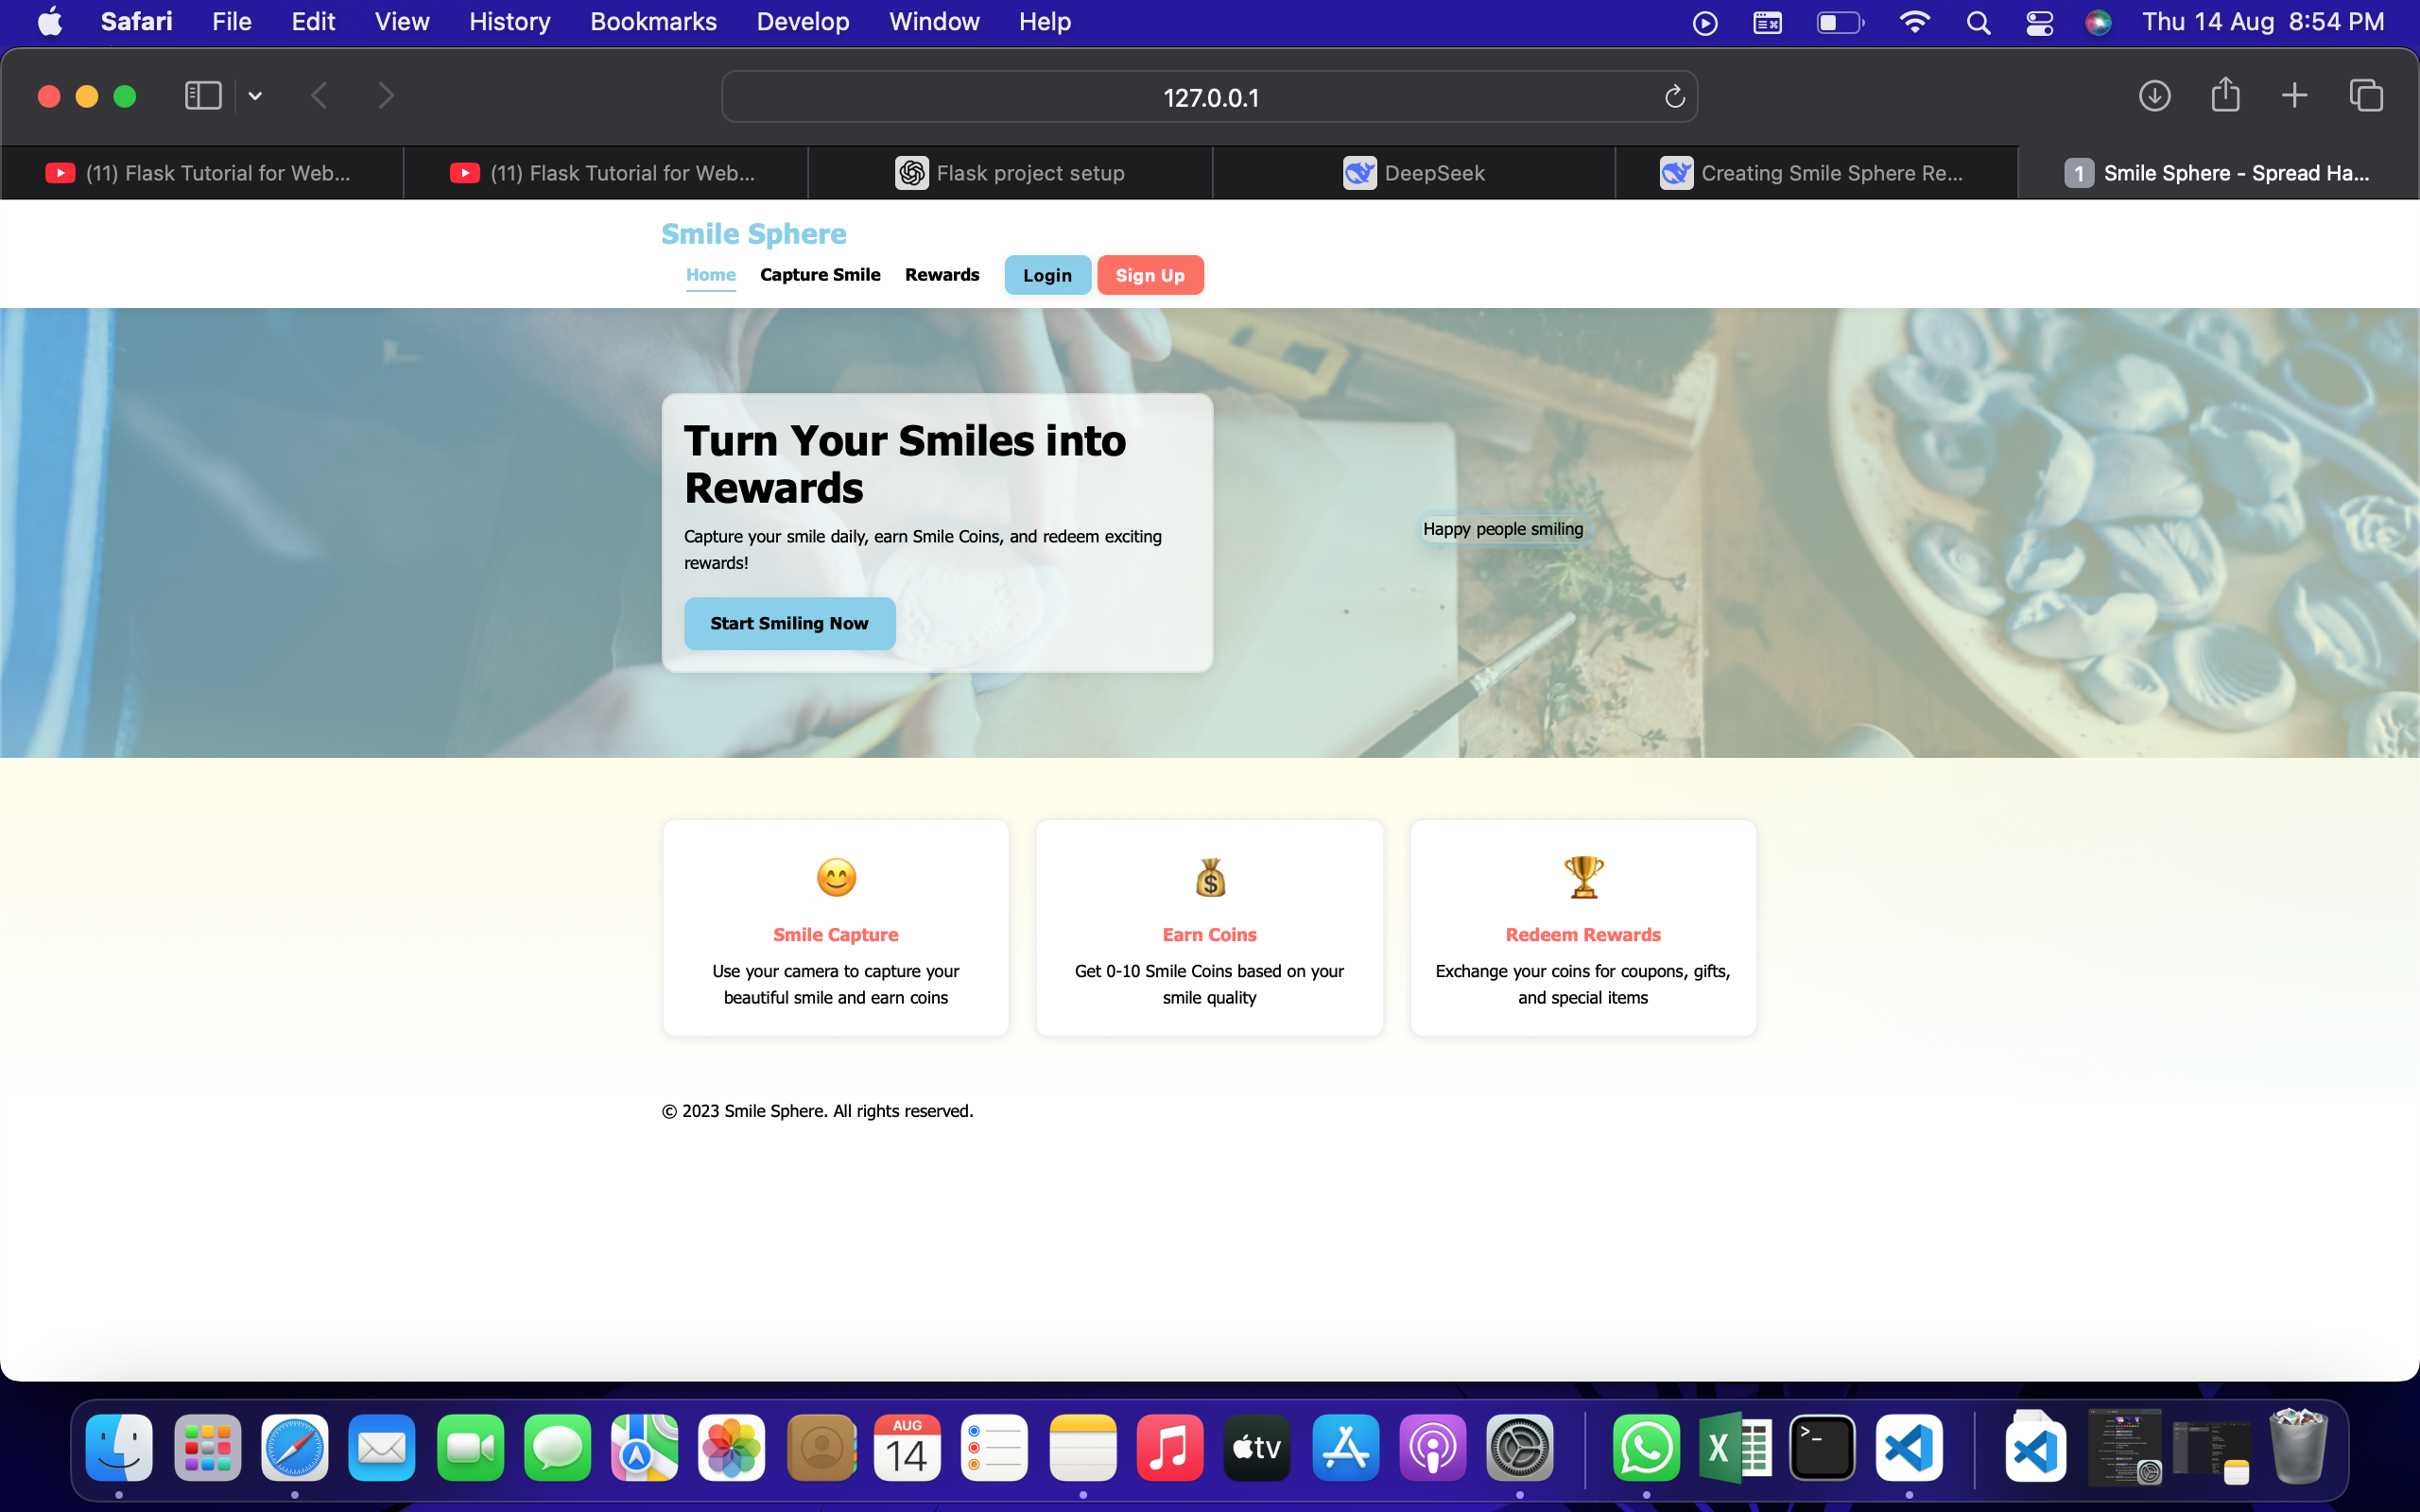 Safari File Edit View History Bookmarks Develop Window Help Thu 14 Aug 8:54 PM
127.0.0.1
(11) Flask Tutorial for Web... (11) Flask Tutorial for Web... Flask project setup DeepSeek Creating Smile Sphere Re... 1 Smile Sphere - Spread Ha...
Smile Sphere
Home Capture Smile Rewards Login Sign Up
Turn Your Smiles into
Rewards
Capture your smile daily, earn Smile Coins, and redeem exciting
rewards!
Start Smiling Now
Happy people smiling
Smile Capture
Use your camera to capture your
beautiful smile and earn coins
Earn Coins
Get 0-10 Smile Coins based on your
smile quality
Redeem Rewards
Exchange your coins for coupons, gifts,
and special items
© 2023 Smile Sphere. All rights reserved.
AUG
14
tv
X
>_